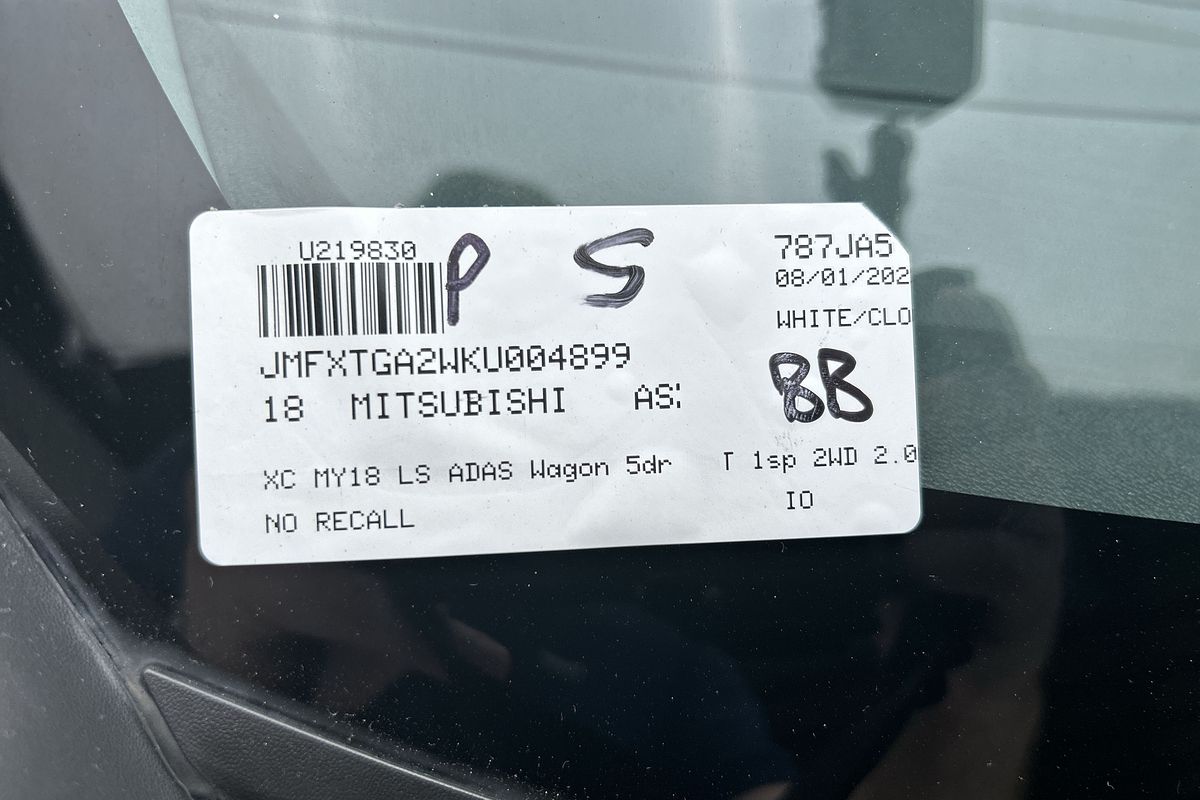 U219830 P S 787JA5
08/01/202
WHITE/CLO
JMFXTGA2WKU004899
BB
18 MITSUBISHI AS
XC MY18 LS ADAS Wagon 5dr T 1sp 2WD 2.0
NO RECALL IO